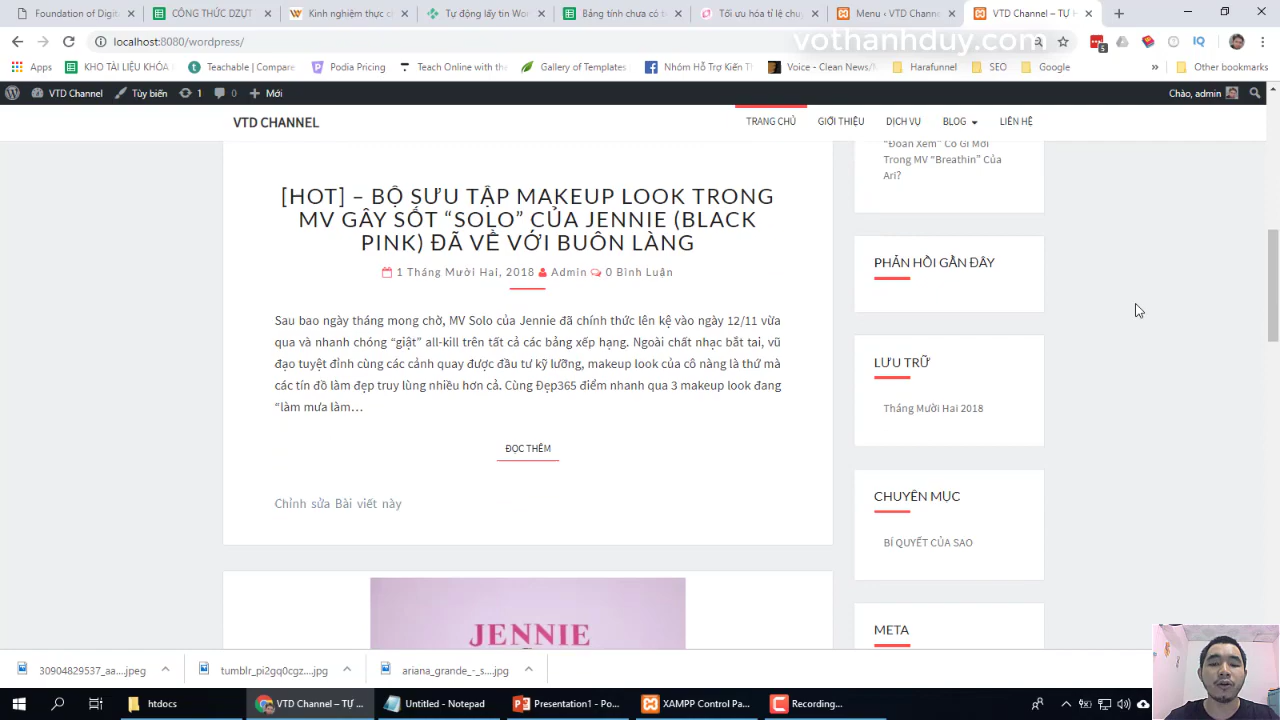 Foundation of Digit
CÔNG THỨC DZỰT
Kinh nghiệm thực ch
Tự động lấy tin Wor
Bảng tính chưa có ti
Tối ưu hóa tỉ lệ chuy
Menu ‹ VTD Channel
VTD Channel – TỰ H
localhost:8080/wordpress/
vothanhduy.com
Apps
KHO TÀI LIỆU KHÓA
Teachable | Compare
Podia Pricing
Teach Online with the
Gallery of Templates
Nhóm Hỗ Trợ Kiến T
Voice - Clean News/
Harafunnel
SEO
Google
Other bookmarks
VTD Channel
Tùy biến
1
0
Mới
Chào, admin
VTD CHANNEL
TRANG CHỦ
GIỚI THIỆU
DỊCH VỤ
BLOG
LIÊN HỆ
"Đoán Xem" Có Gì Mới
Trong MV "Breathin" Của
Ari?
[HOT] – BỘ SƯU TẬP MAKEUP LOOK TRONG
MV GÂY SỐT “SOLO” CỦA JENNIE (BLACK
PINK) ĐÃ VỀ VỚI BUÔN LÀNG
1 Tháng Mười Hai, 2018 Admin 0 Bình Luận
Sau bao ngày tháng mong chờ, MV Solo của Jennie đã chính thức lên kệ vào ngày 12/11 vừa
qua và nhanh chóng “giật” all-kill trên tất cả các bảng xếp hạng. Ngoài chất nhạc bắt tai, vũ
đạo tuyệt đỉnh cùng các cảnh quay được đầu tư kỹ lưỡng, makeup look của cô nàng là thứ mà
các tín đồ làm đẹp truy lùng nhiều hơn cả. Cùng Đẹp365 điểm nhanh qua 3 makeup look đang
“làm mưa làm…
ĐỌC THÊM
Chỉnh sửa Bài viết này
PHẢN HỒI GẦN ĐÂY
LƯU TRỮ
Tháng Mười Hai 2018
CHUYÊN MỤC
BÍ QUYẾT CỦA SAO
META
JENNIE
30904829537_aa....jpeg
tumblr_pi2gq0cgz....jpg
ariana_grande_-_s....jpg
htdocs
VTD Channel – TỰ ...
Untitled - Notepad
Presentation1 - Po...
XAMPP Control Pa...
Recording...